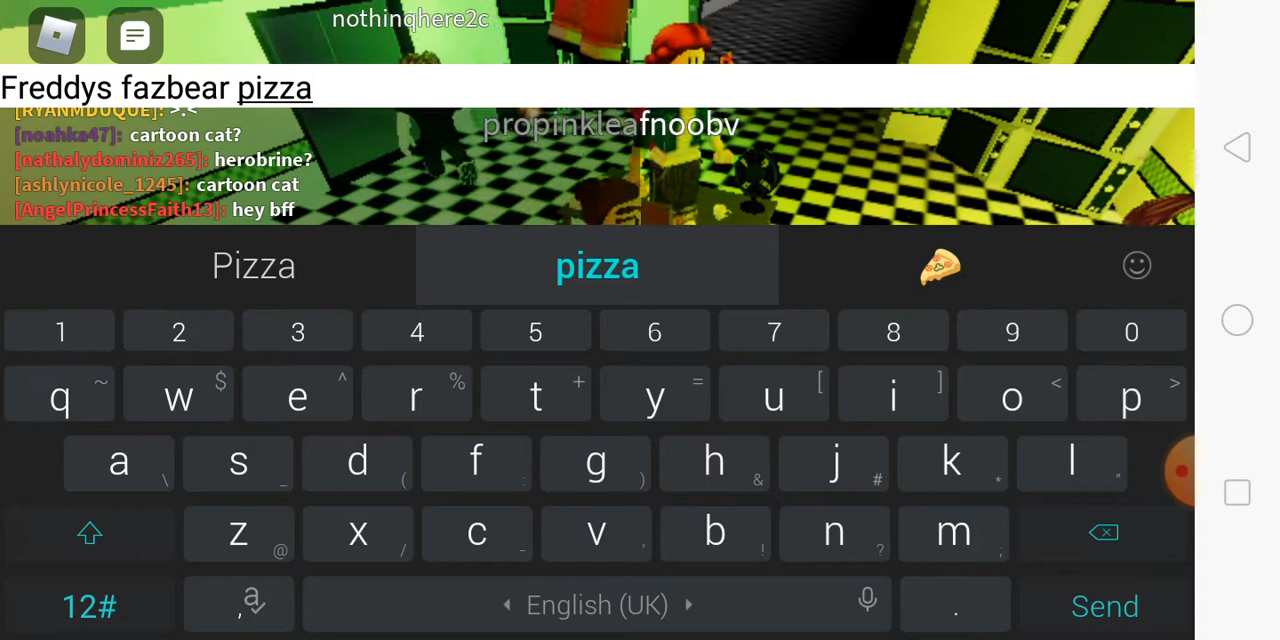 nothinqhere2c
Freddys fazbear pizza
[RYANMDUQUE]: >.<
[noahka47]: cartoon cat?
propinkleafnoobv
[nathalydominiz265]: herobrine?
[ashlynicole_1245]: cartoon cat
[AngelPrincessFaith13]: hey bff
Pizza pizza
1 2 3 4 5 6 7 8 9 0
q ~ w $ e ^ r % t + y = u [ i ] o < p >
a \ s _ d ( f : g ) h & j # k * l "
z @ x / c - v ' b ! n ? m ;
12# , a English (UK) . Send